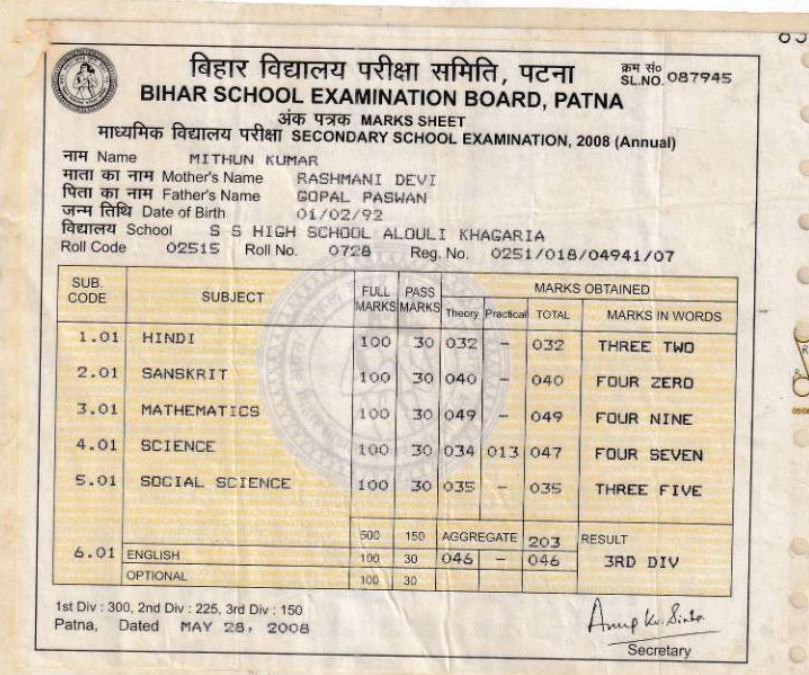 बिहार विद्यालय परीक्षा समिति, पटना
क्रम सं०
SL.NO. 087945
BIHAR SCHOOL EXAMINATION BOARD, PATNA
अंक पत्रक MARKS SHEET
माध्यमिक विद्यालय परीक्षा SECONDARY SCHOOL EXAMINATION, 2008 (Annual)
नाम Name MITHUN KUMAR
माता का नाम Mother's Name RASHMANI DEVI
पिता का नाम Father's Name GOPAL PASWAN
जन्म तिथि Date of Birth 01/02/92
विद्यालय School S S HIGH SCHOOL ALOULI KHAGARIA
Roll Code 02515 Roll No. 0728 Reg. No. 0251/018/04941/07
SUB. CODE SUBJECT FULL MARKS PASS MARKS MARKS OBTAINED
Theory Practical TOTAL MARKS IN WORDS
1.01 HINDI 100 30 032 - 032 THREE TWO
2.01 SANSKRIT 100 30 040 - 040 FOUR ZERO
3.01 MATHEMATICS 100 30 049 - 049 FOUR NINE
4.01 SCIENCE 100 30 034 013 047 FOUR SEVEN
5.01 SOCIAL SCIENCE 100 30 035 - 035 THREE FIVE
500 150 AGGREGATE 203 RESULT
6.01 ENGLISH 100 30 046 - 046 3RD DIV
OPTIONAL 100 30
1st Div : 300, 2nd Div : 225, 3rd Div : 150
Patna, Dated MAY 28, 2008
Anup Kr. Sinha
Secretary